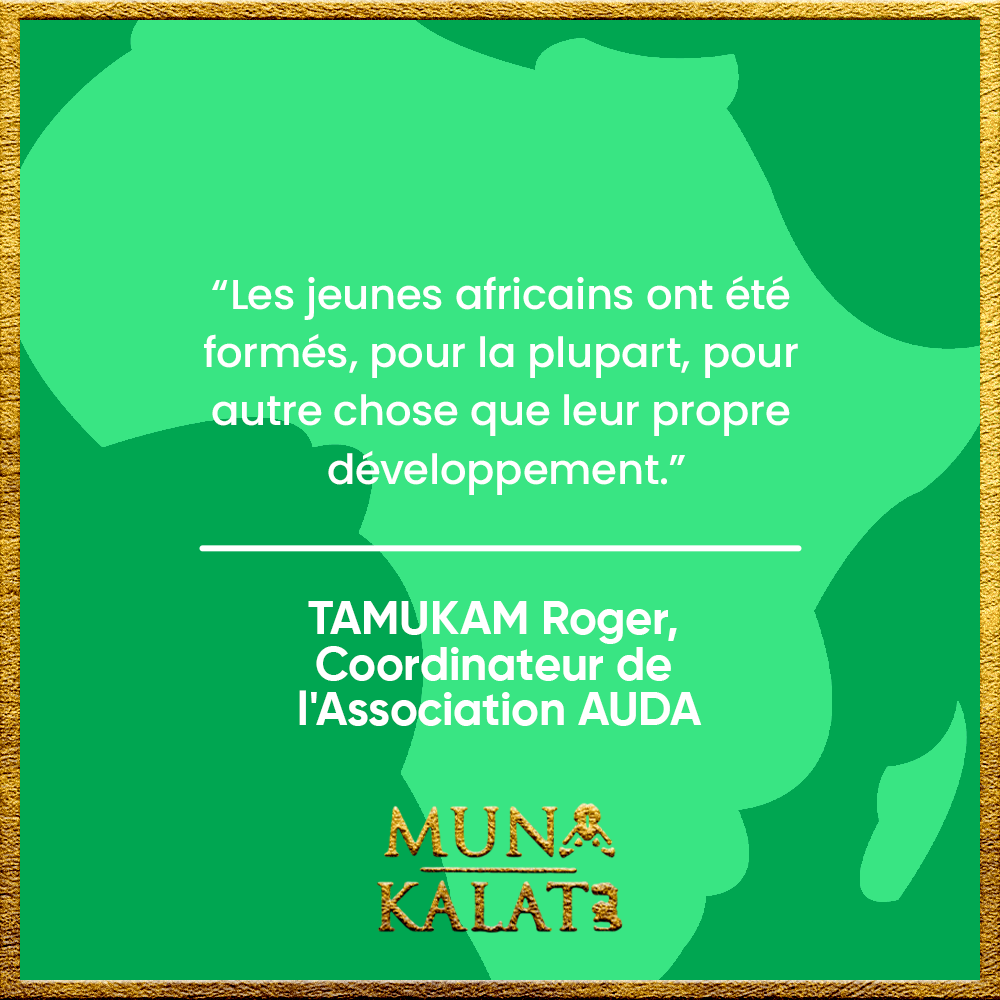 “Les jeunes africains ont été
formés, pour la plupart, pour
autre chose que leur propre
développement.”
TAMUKAM Roger,
Coordinateur de
l'Association AUDA
MUNA
KALATE